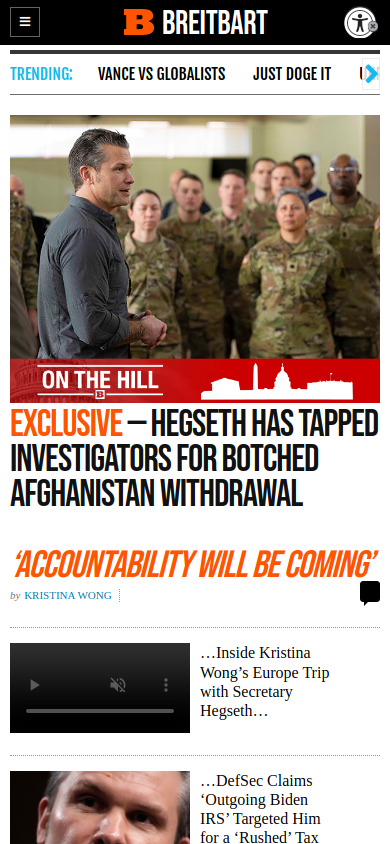 B BREITBART
TRENDING: VANCE VS GLOBALISTS JUST DOGE IT
ON THE HILL
B
EXCLUSIVE – HEGSETH HAS TAPPED
INVESTIGATORS FOR BOTCHED
AFGHANISTAN WITHDRAWAL
‘ACCOUNTABILITY WILL BE COMING’
by KRISTINA WONG
…Inside Kristina
Wong’s Europe Trip
with Secretary
Hegseth…
…DefSec Claims
‘Outgoing Biden
IRS’ Targeted Him
for a ‘Rushed’ Tax